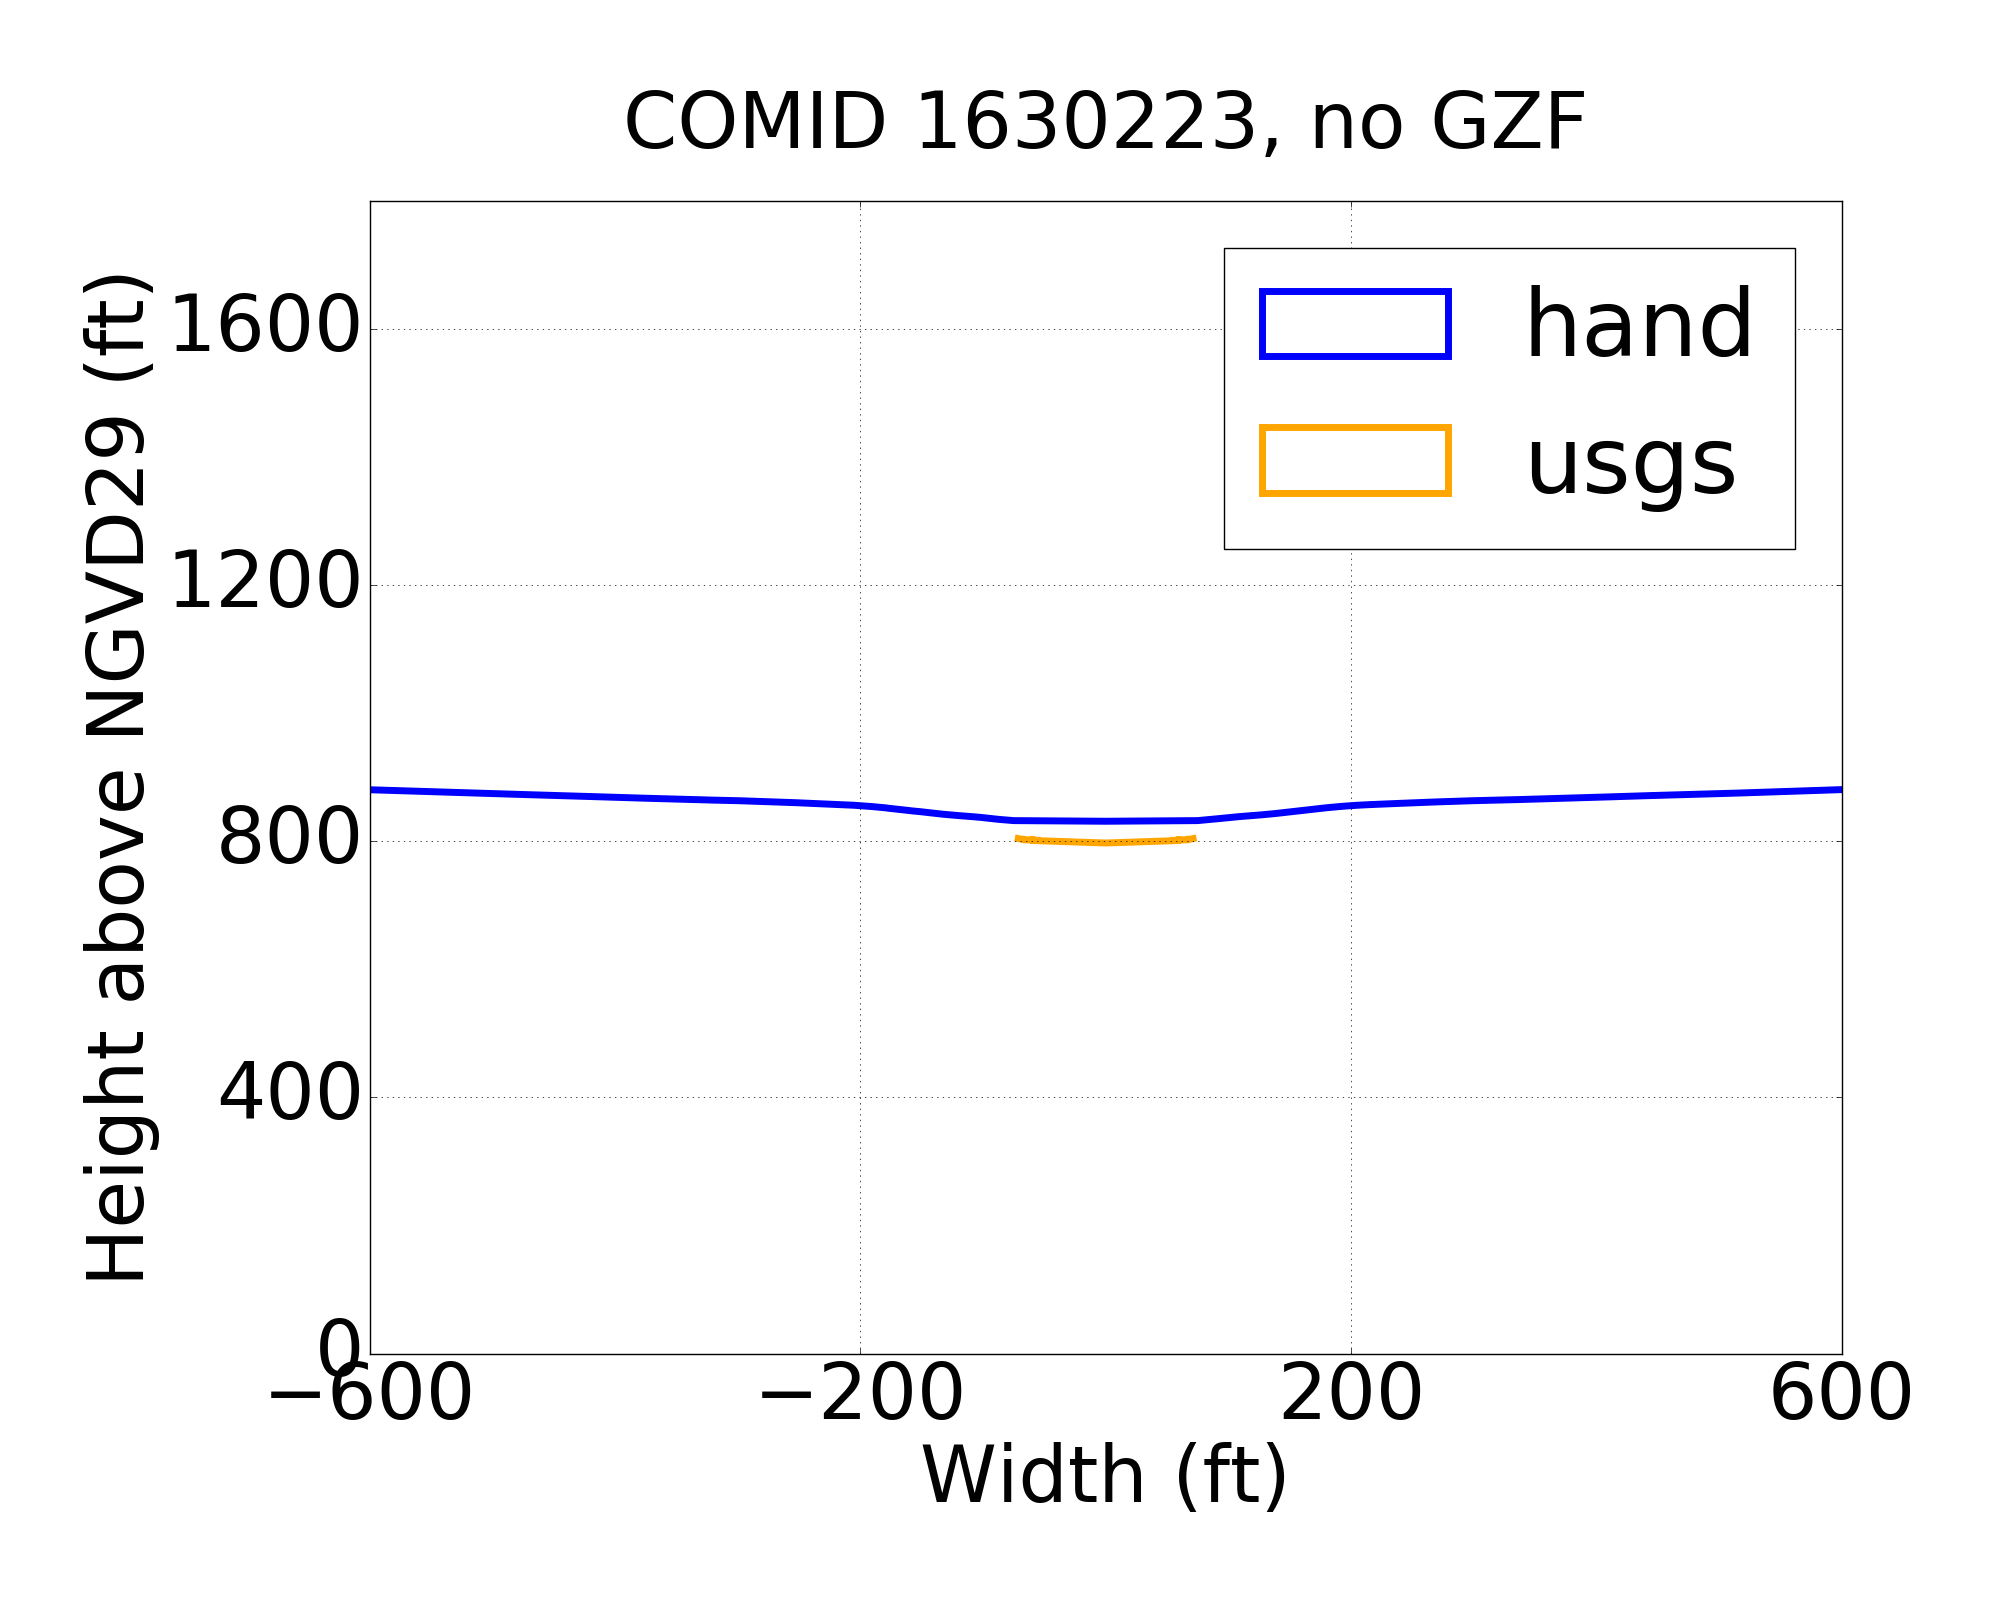 COMID 1630223, no GZF
hand
usgs
Height above NGVD29 (ft)
1600
1200
800
400
0
−600
−200
200
600
Width (ft)